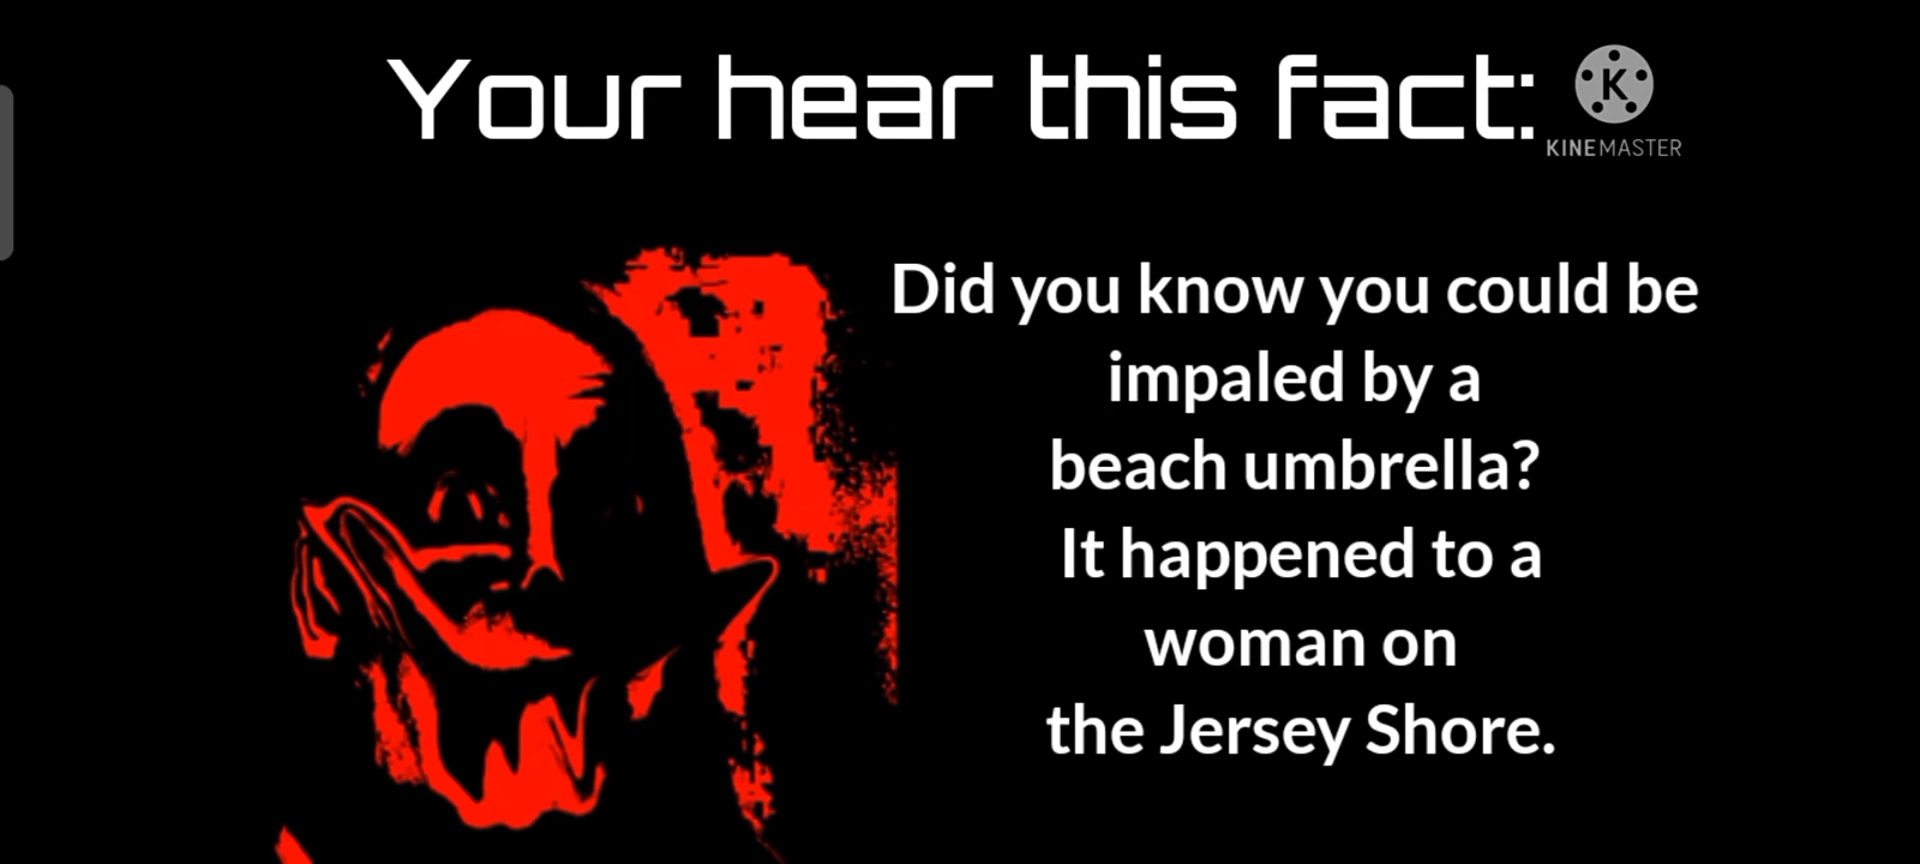 Your hear this fact:
K
KINEMASTER
Did you know you could be
impaled by a
beach umbrella?
It happened to a
woman on
the Jersey Shore.